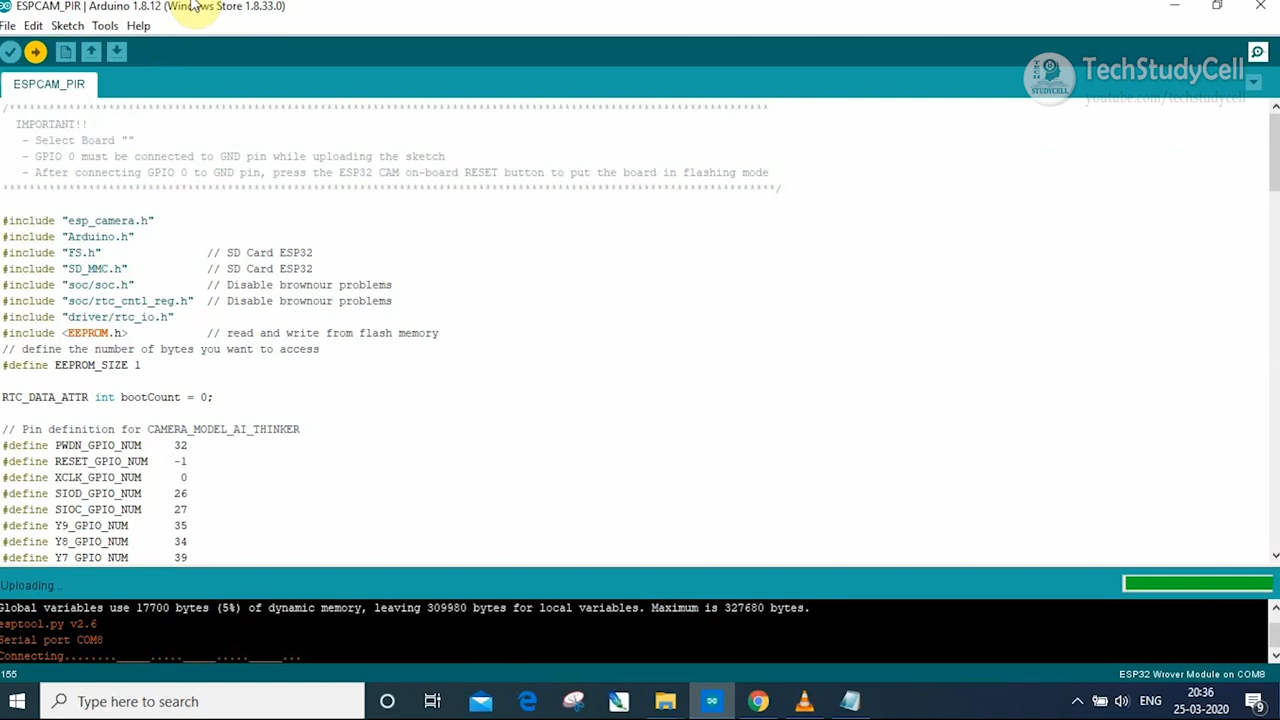 ESPCAM_PIR | Arduino 1.8.12 (Windows Store 1.8.33.0)
File Edit Sketch Tools Help
ESPCAM_PIR
TechStudyCell
TECH STUDYCELL
youtube.com/techstudycell
/*********************************************************************************************************************
IMPORTANT!!
- Select Board ""
- GPIO 0 must be connected to GND pin while uploading the sketch
- After connecting GPIO 0 to GND pin, press the ESP32 CAM on-board RESET button to put the board in flashing mode
*********************************************************************************************************************/
#include "esp_camera.h"
#include "Arduino.h"
#include "FS.h" // SD Card ESP32
#include "SD_MMC.h" // SD Card ESP32
#include "soc/soc.h" // Disable brownour problems
#include "soc/rtc_cntl_reg.h" // Disable brownour problems
#include "driver/rtc_io.h"
#include <EEPROM.h> // read and write from flash memory
// define the number of bytes you want to access
#define EEPROM_SIZE 1
RTC_DATA_ATTR int bootCount = 0;
// Pin definition for CAMERA_MODEL_AI_THINKER
#define PWDN_GPIO_NUM 32
#define RESET_GPIO_NUM -1
#define XCLK_GPIO_NUM 0
#define SIOD_GPIO_NUM 26
#define SIOC_GPIO_NUM 27
#define Y9_GPIO_NUM 35
#define Y8_GPIO_NUM 34
#define Y7_GPIO_NUM 39
Uploading...
Global variables use 17700 bytes (5%) of dynamic memory, leaving 309980 bytes for local variables. Maximum is 327680 bytes.
esptool.py v2.6
Serial port COM8
Connecting........_____....._____....._____...
155
ESP32 Wrover Module on COM8
Type here to search
ENG
20:36
25-03-2020
9